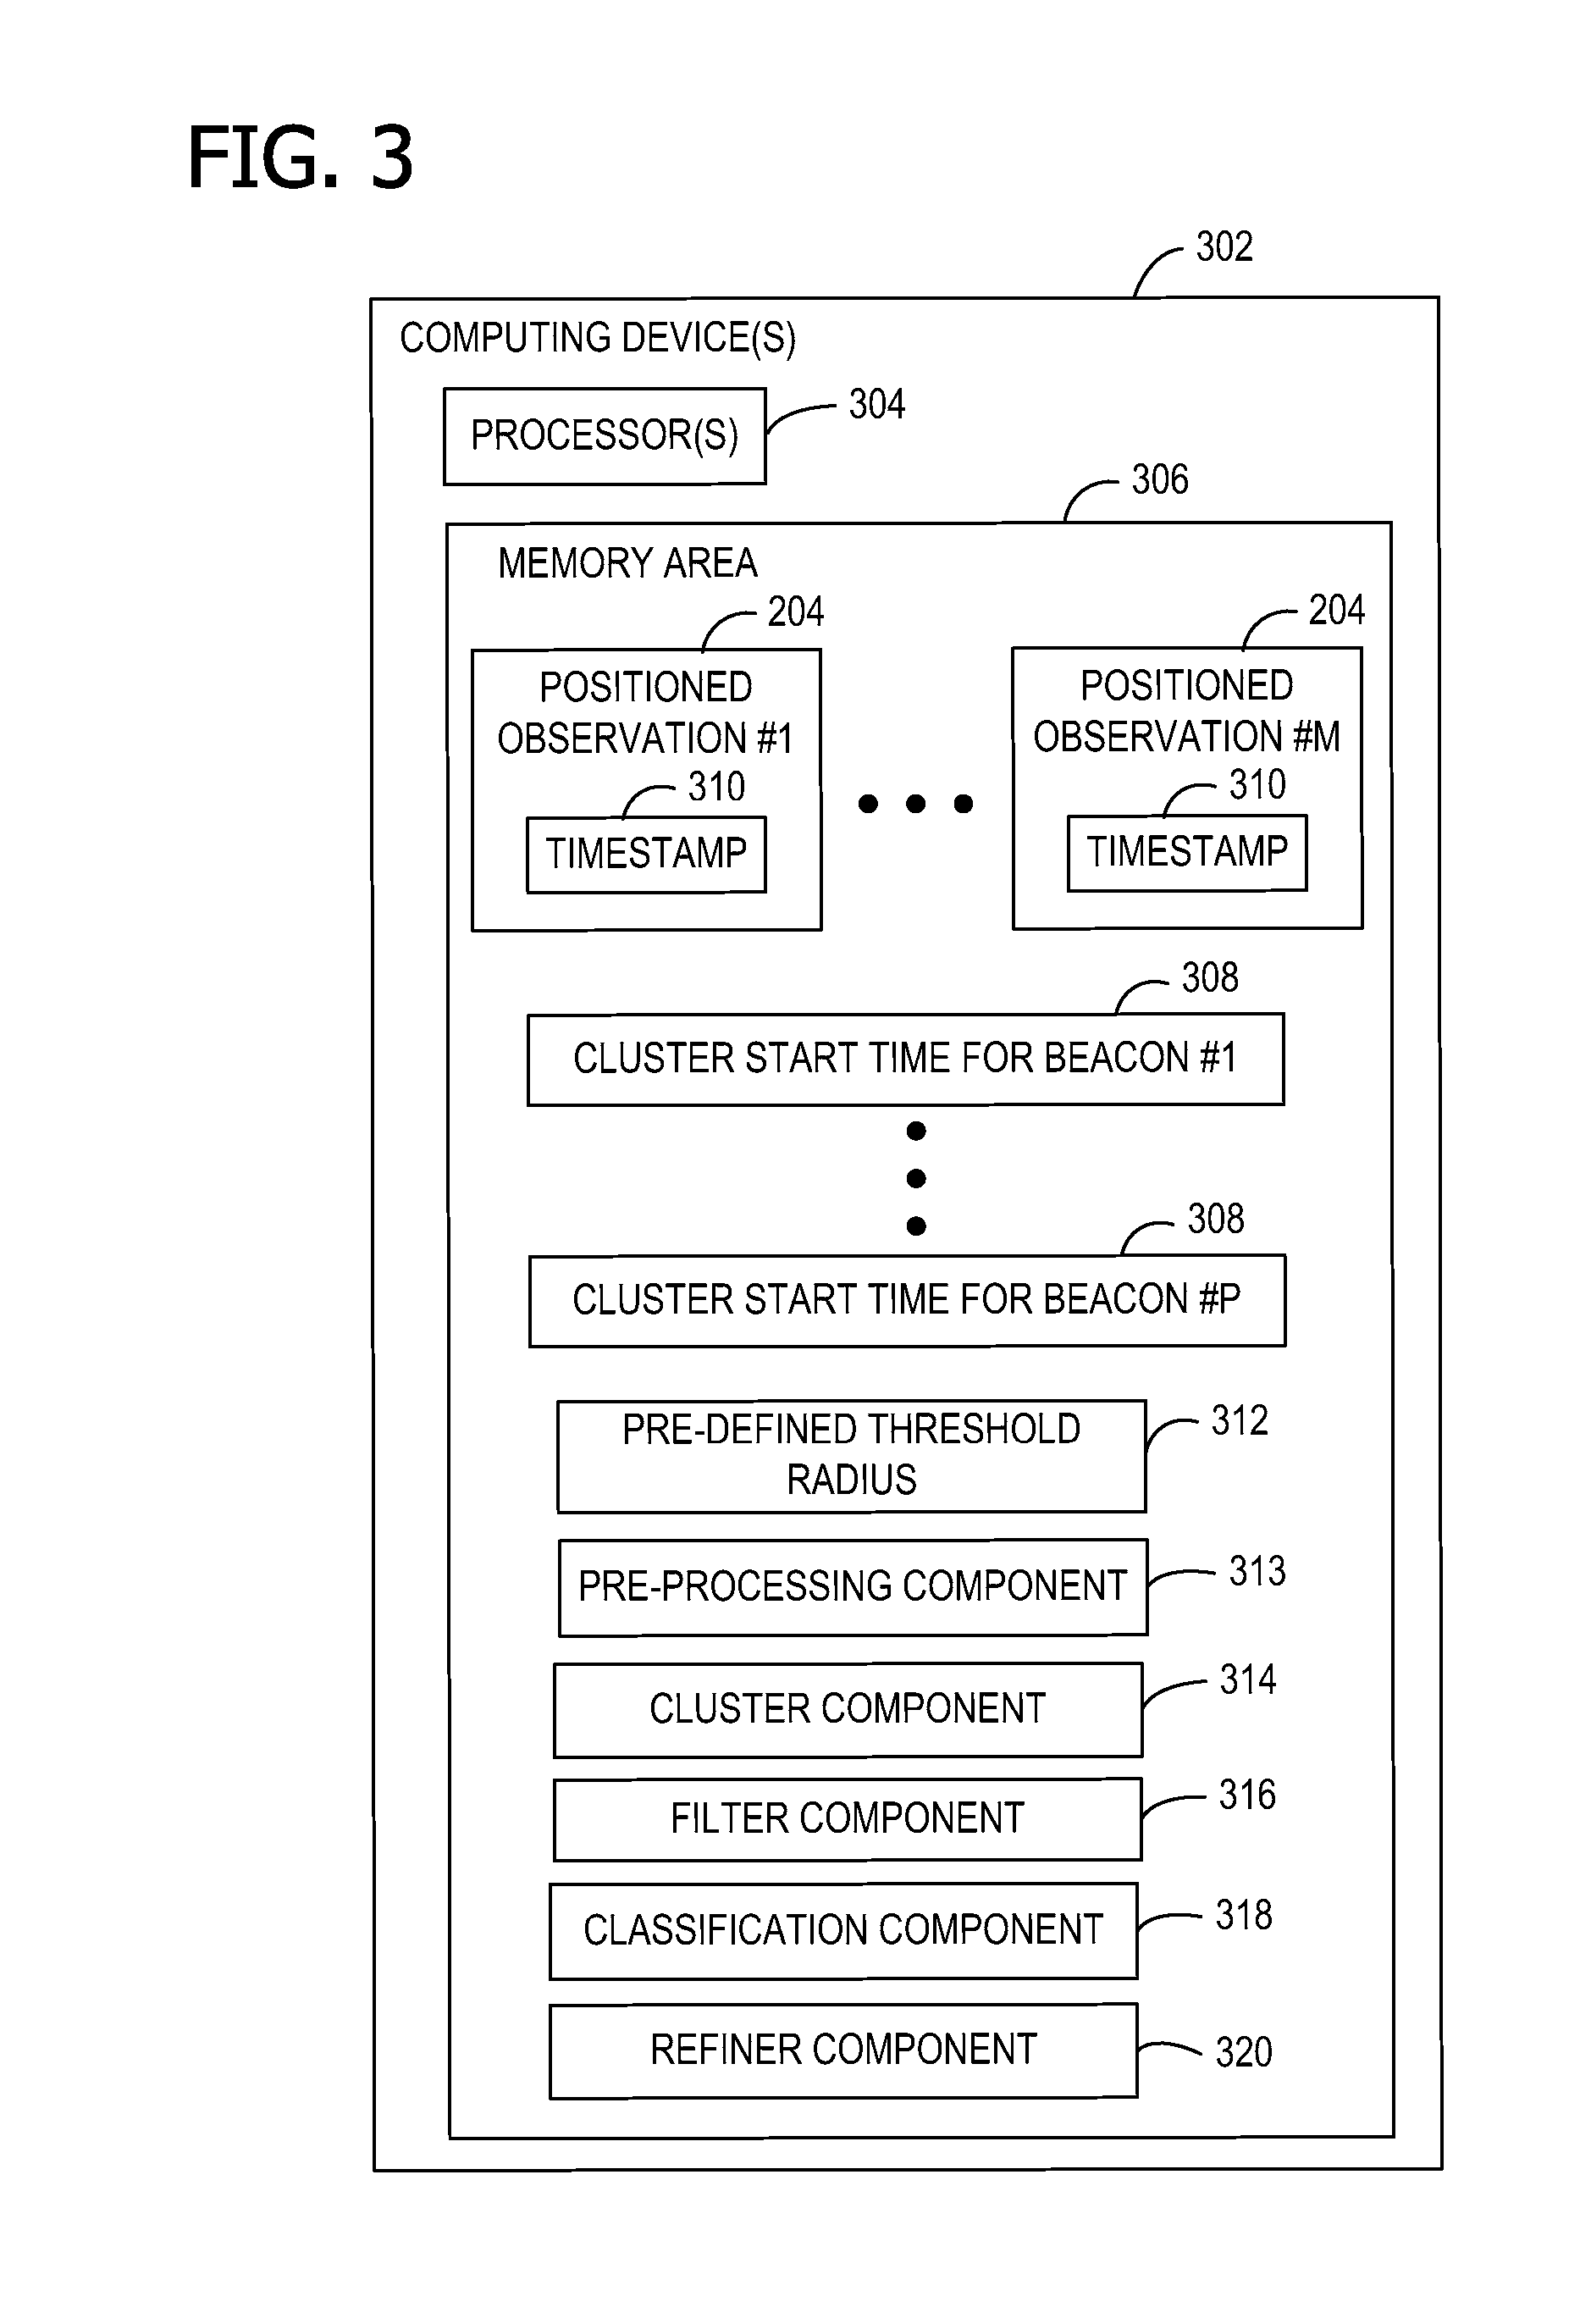 FIG. 3
302
COMPUTING DEVICE(S)
304
PROCESSOR(S)
306
MEMORY AREA
204
POSITIONED
OBSERVATION #1
310
TIMESTAMP
204
POSITIONED
OBSERVATION #M
310
TIMESTAMP
308
CLUSTER START TIME FOR BEACON #1
308
CLUSTER START TIME FOR BEACON #P
312
PRE-DEFINED THRESHOLD
RADIUS
313
PRE-PROCESSING COMPONENT
314
CLUSTER COMPONENT
316
FILTER COMPONENT
318
CLASSIFICATION COMPONENT
320
REFINER COMPONENT